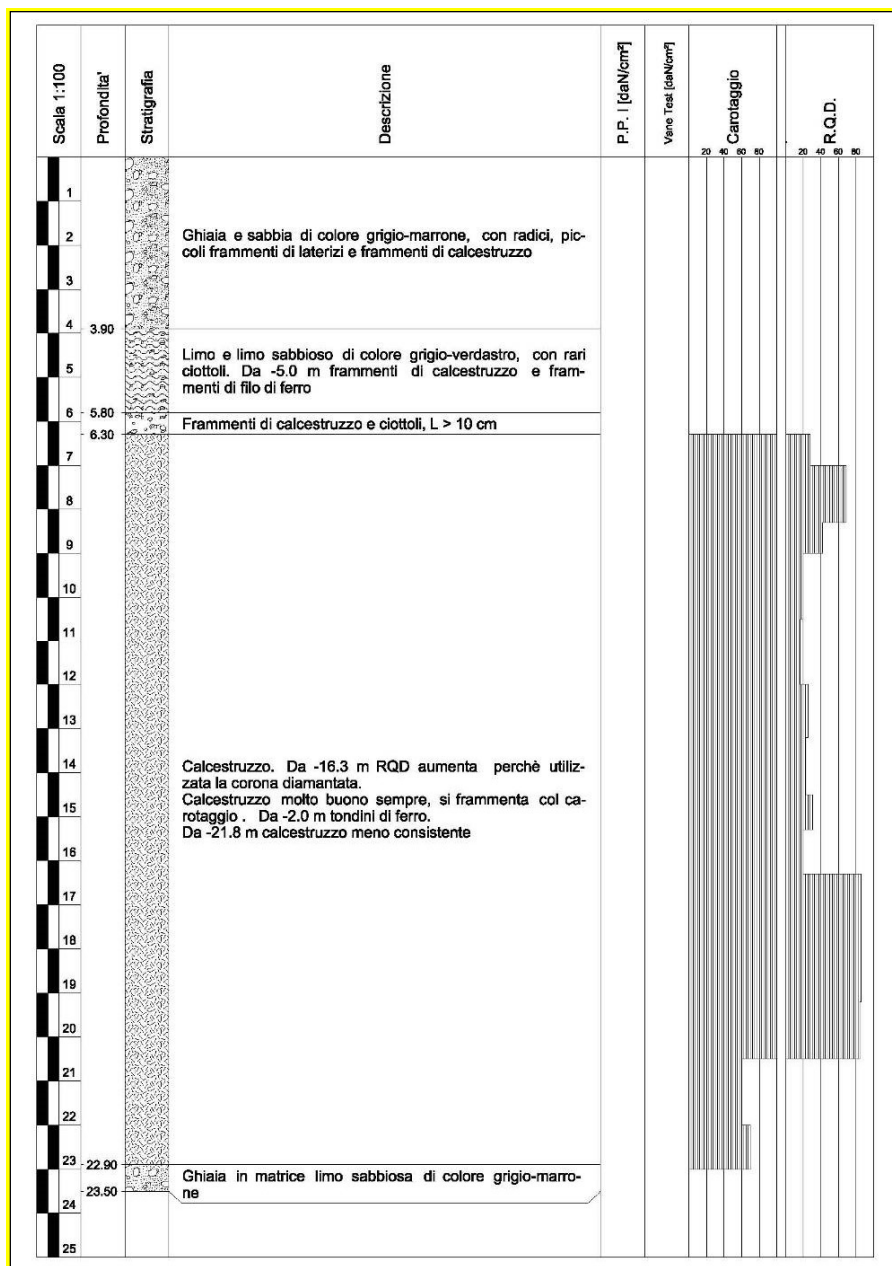 Scala 1:100
Profondita'
Stratigrafia
Descrizione
P.P. I [daN/cm²]
Vane Test [daN/cm²]
Carotaggio
R.Q.D.
20 40 60 80
20 40 60 80
1
2
Ghiaia e sabbia di colore grigio-marrone, con radici, pic-
coli frammenti di laterizi e frammenti di calcestruzzo
3
4
3.90
Limo e limo sabbioso di colore grigio-verdastro, con rari
5
ciottoli. Da -5.0 m frammenti di calcestruzzo e fram-
menti di filo di ferro
6
5.80
Frammenti di calcestruzzo e ciottoli, L > 10 cm
6.30
7
8
9
10
11
12
13
14
Calcestruzzo. Da -16.3 m RQD aumenta perchè utiliz-
zata la corona diamantata.
15
Calcestruzzo molto buono sempre, si frammenta col ca-
rotaggio . Da -2.0 m tondini di ferro.
Da -21.8 m calcestruzzo meno consistente
16
17
18
19
20
21
22
23
22.90
Ghiaia in matrice limo sabbiosa di colore grigio-marro-
ne
23.50
24
25